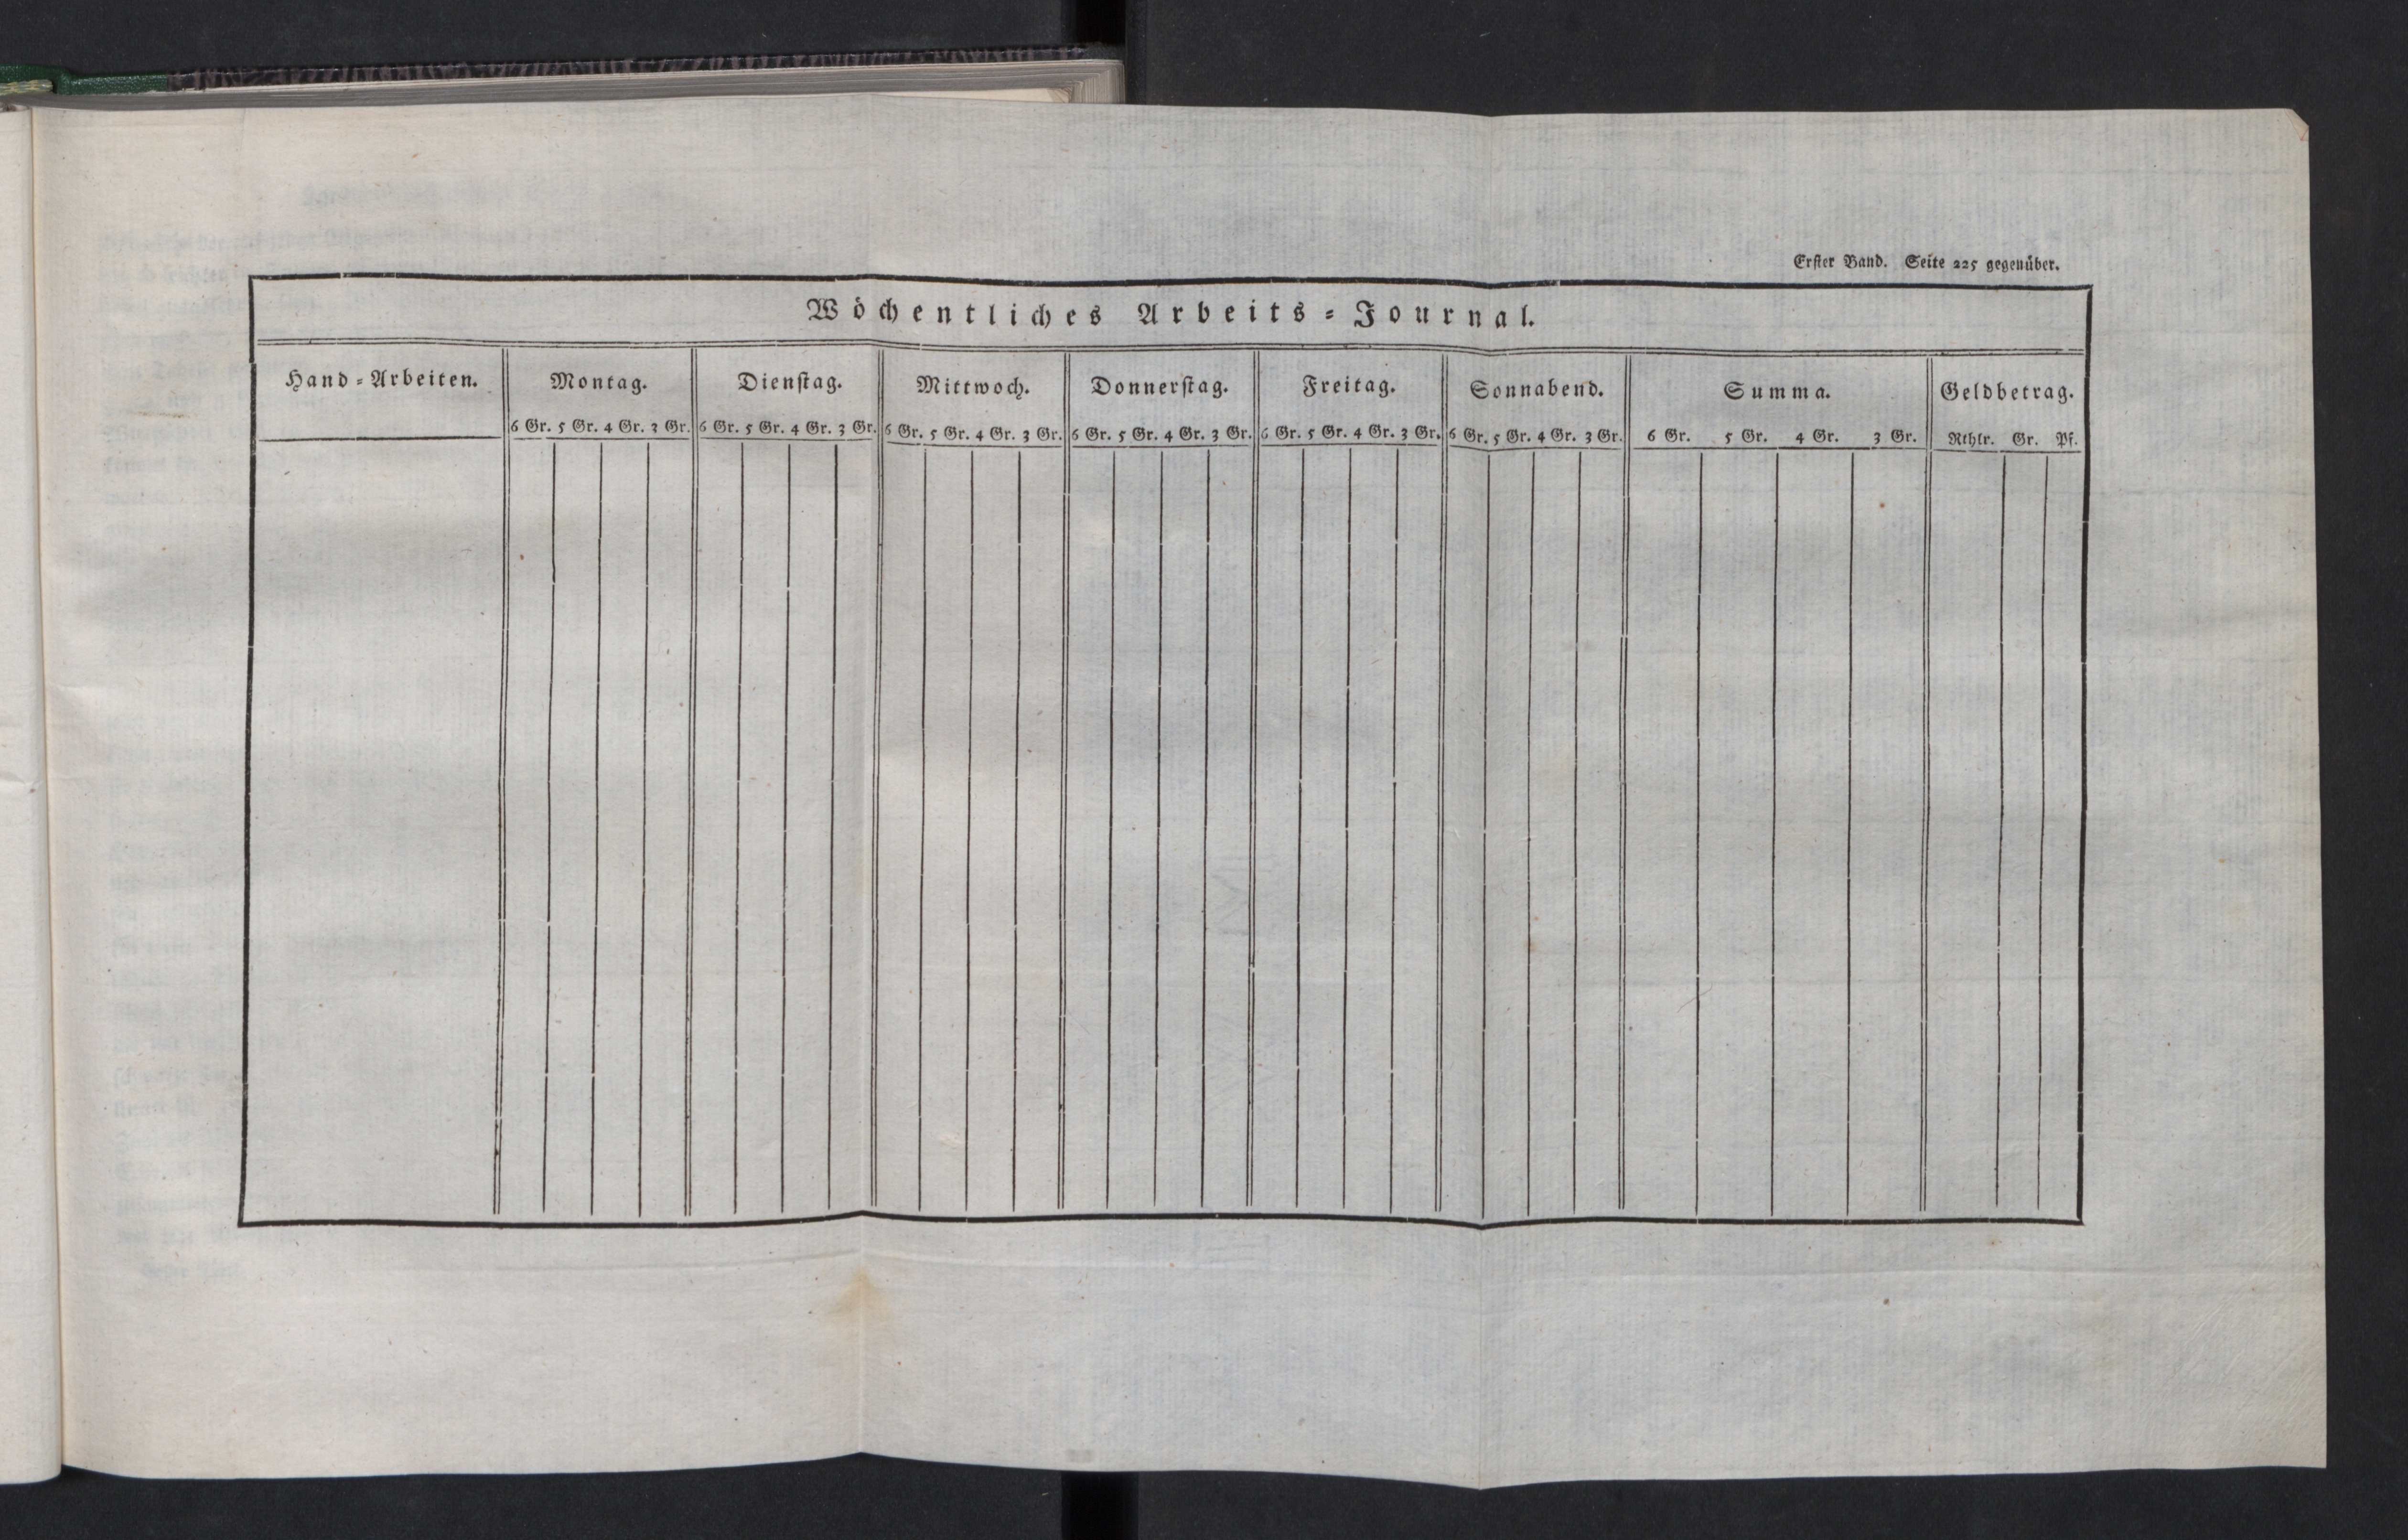 Erster Band. Seite 225 gegenüber.
Wöchentliches Arbeits-Journal.
Hand-Arbeiten. Montag. Dienstag. Mittwoch. Donnerstag. Freitag. Sonnabend. Summa. Geldbetrag.
6 Gr. 5 Gr. 4 Gr. 3 Gr. 6 Gr. 5 Gr. 4 Gr. 3 Gr. 6 Gr. 5 Gr. 4 Gr. 3 Gr. 6 Gr. 5 Gr. 4 Gr. 3 Gr. 6 Gr. 5 Gr. 4 Gr. 3 Gr. 6 Gr. 5 Gr. 4 Gr. 3 Gr. 6 Gr. 5 Gr. 4 Gr. 3 Gr. Rthlr. Gr. Pf.